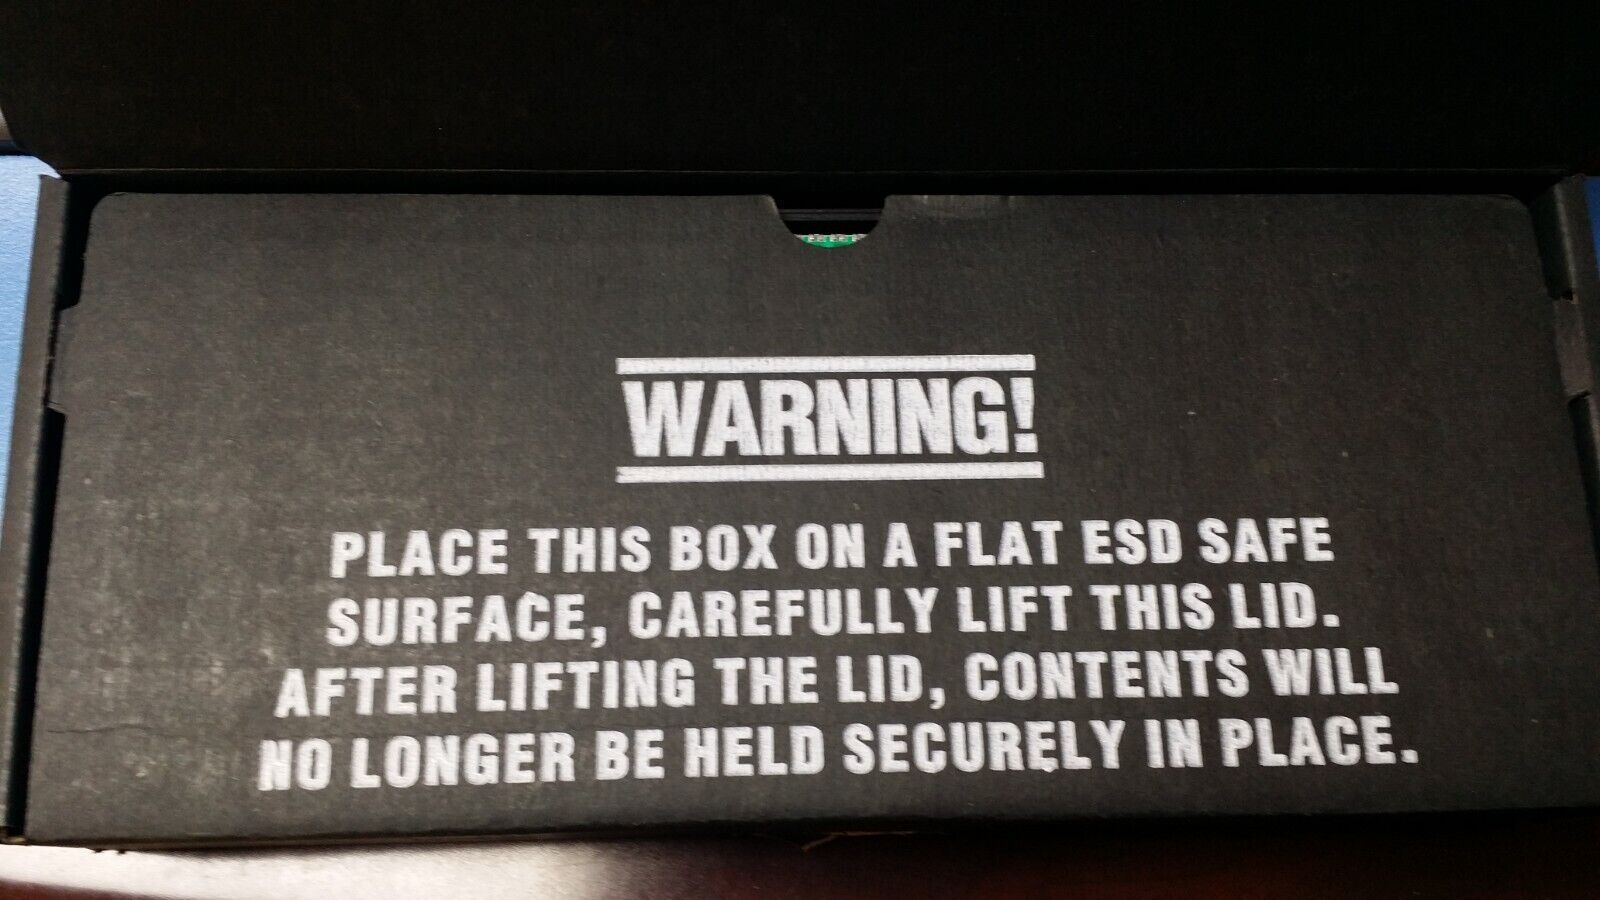 WARNING!
PLACE THIS BOX ON A FLAT ESD SAFE
SURFACE, CAREFULLY LIFT THIS LID.
AFTER LIFTING THE LID, CONTENTS WILL
NO LONGER BE HELD SECURELY IN PLACE.